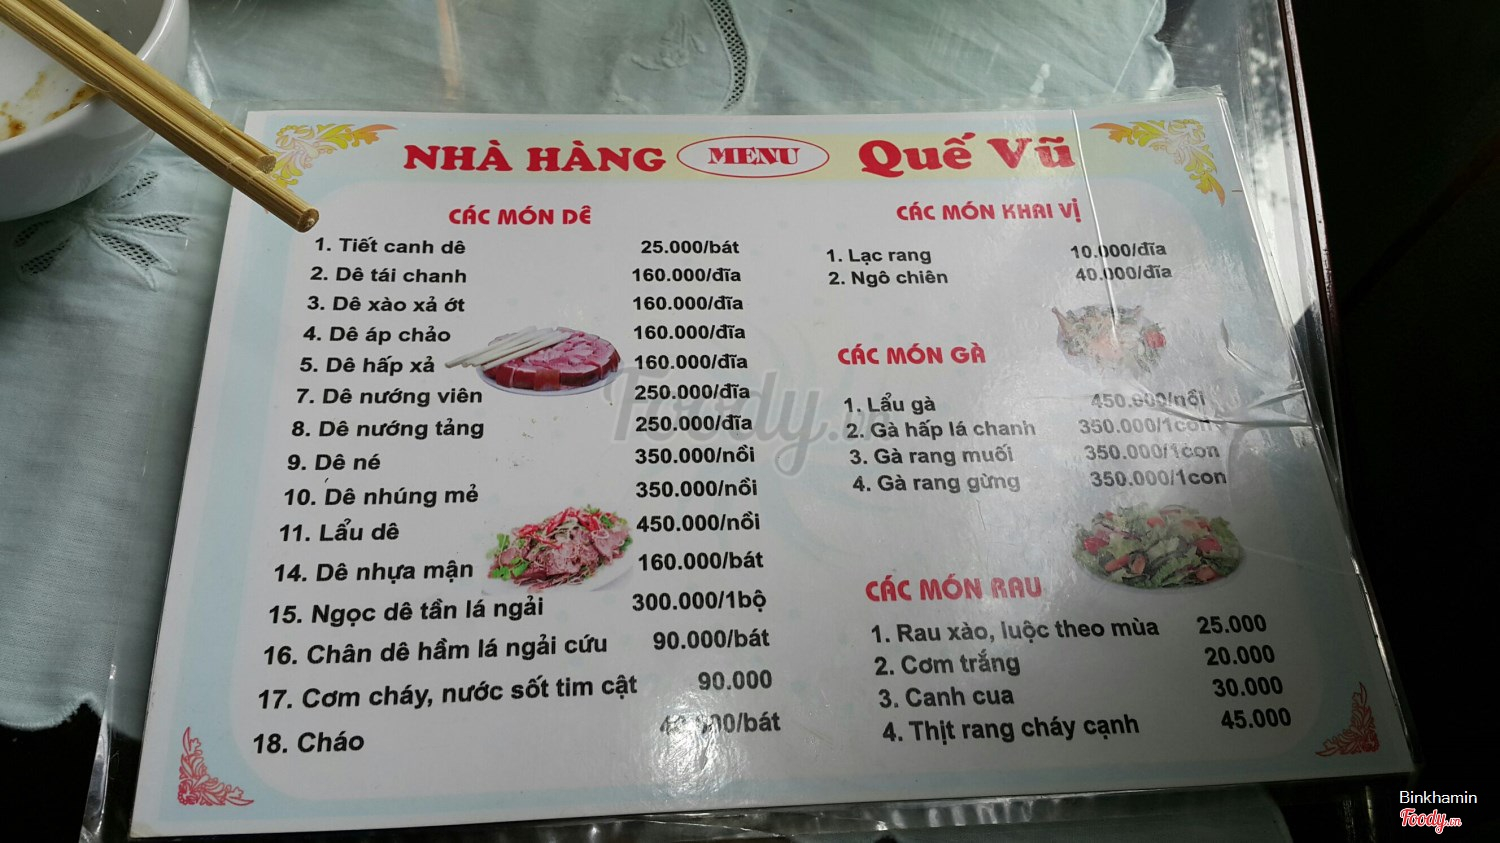 NHÀ HÀNG MENU Quế Vũ
CÁC MÓN DÊ
1. Tiết canh dê 25.000/bát
2. Dê tái chanh 160.000/đĩa
3. Dê xào xả ớt 160.000/đĩa
4. Dê áp chảo 160.000/đĩa
5. Dê hấp xả 160.000/đĩa
7. Dê nướng viên 250.000/đĩa
8. Dê nướng tảng 250.000/đĩa
9. Dê né 350.000/nồi
10. Dê nhúng mẻ 350.000/nồi
11. Lẩu dê 450.000/nồi
14. Dê nhựa mận 160.000/bát
15. Ngọc dê tần lá ngải 300.000/1bộ
16. Chân dê hầm lá ngải cứu 90.000/bát
17. Cơm cháy, nước sốt tim cật 90.000
18. Cháo
CÁC MÓN KHAI VỊ
1. Lạc rang 10.000/đĩa
2. Ngô chiên 40.000/đĩa
CÁC MÓN GÀ
1. Lẩu gà 450.000/nồi
2. Gà hấp lá chanh 350.000/1con
3. Gà rang muối 350.000/1con
4. Gà rang gừng 350.000/1con
CÁC MÓN RAU
1. Rau xào, luộc theo mùa 25.000
2. Cơm trắng 20.000
3. Canh cua 30.000
4. Thịt rang cháy cạnh 45.000
Foody.vn
Binkhamin
Foody.vn